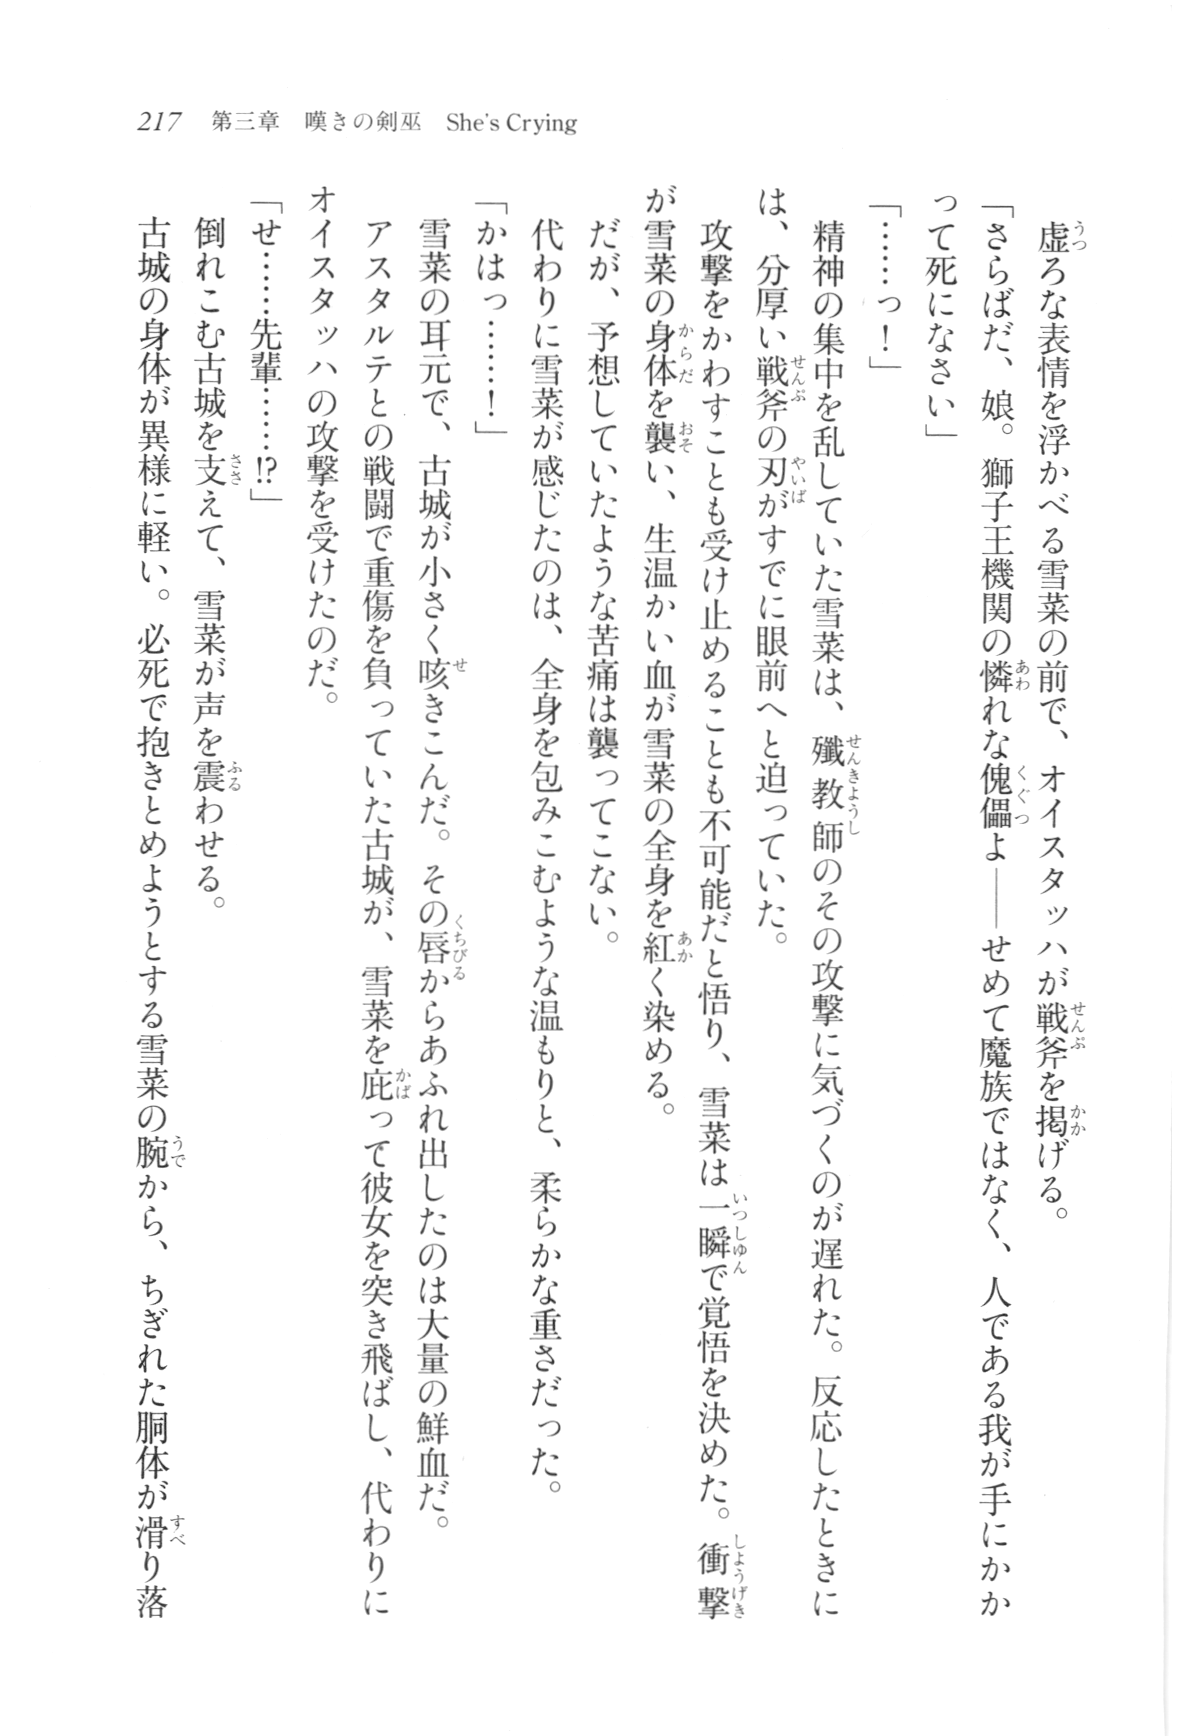 217　第三章　嘆きの剣巫　She's Crying
　虚ろな表情を浮かべる雪菜の前で、オイスタッハが戦斧を掲げる。
「さらばだ、娘。獅子王機関の憐れな傀儡よ――せめて魔族ではなく、人である我が手にかか
って死になさい」
「……っ！」
　精神の集中を乱していた雪菜は、殲教師のその攻撃に気づくのが遅れた。反応したときに
は、分厚い戦斧の刃がすでに眼前へと迫っていた。
　攻撃をかわすことも受け止めることも不可能だと悟り、雪菜は一瞬で覚悟を決めた。衝撃
が雪菜の身体を襲い、生温かい血が雪菜の全身を紅く染める。
　だが、予想していたような苦痛は襲ってこない。
　代わりに雪菜が感じたのは、全身を包みこむような温もりと、柔らかな重さだった。
「かはっ……！」
　雪菜の耳元で、古城が小さく咳きこんだ。その唇からあふれ出したのは大量の鮮血だ。
　アスタルテとの戦闘で重傷を負っていた古城が、雪菜を庇って彼女を突き飛ばし、代わりに
オイスタッハの攻撃を受けたのだ。
「せ……先輩……!?」
　倒れこむ古城を支えて、雪菜が声を震わせる。
　古城の身体が異様に軽い。必死で抱きとめようとする雪菜の腕から、ちぎれた胴体が滑り落